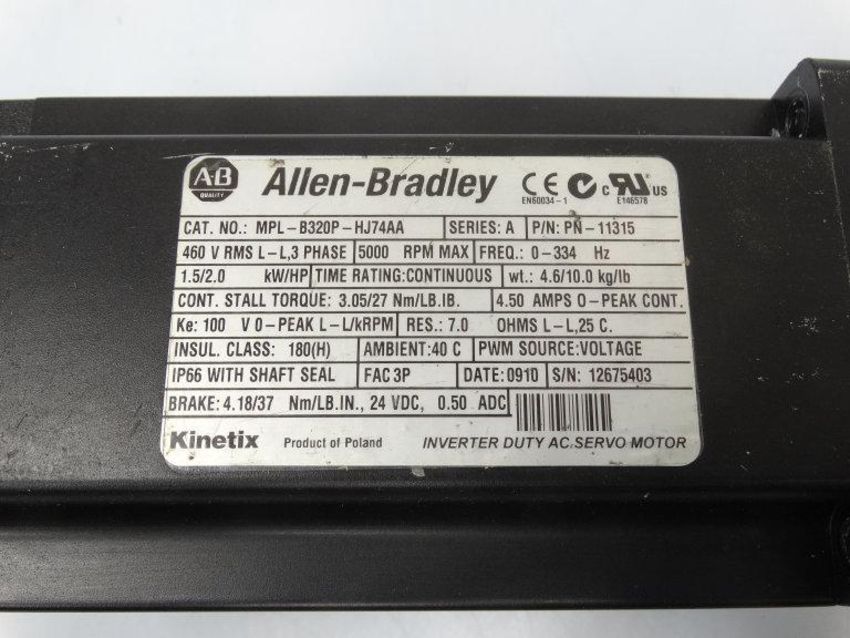 A-B QUALITY Allen-Bradley CE EN60034-1 c UR US E146578
CAT. NO.: MPL-B320P-HJ74AA SERIES: A P/N: PN-11315
460 V RMS L-L,3 PHASE 5000 RPM MAX FREQ.: 0-334 Hz
1.5/2.0 kW/HP TIME RATING:CONTINUOUS wt.: 4.6/10.0 kg/lb
CONT. STALL TORQUE: 3.05/27 Nm/LB.IB. 4.50 AMPS 0-PEAK CONT.
Ke: 100 V 0-PEAK L-L/kRPM RES.: 7.0 OHMS L-L,25 C.
INSUL. CLASS: 180(H) AMBIENT:40 C PWM SOURCE:VOLTAGE
IP66 WITH SHAFT SEAL FAC 3P DATE:0910 S/N: 12675403
BRAKE: 4.18/37 Nm/LB.IN., 24 VDC, 0.50 ADC
Kinetix Product of Poland INVERTER DUTY AC.SERVO MOTOR